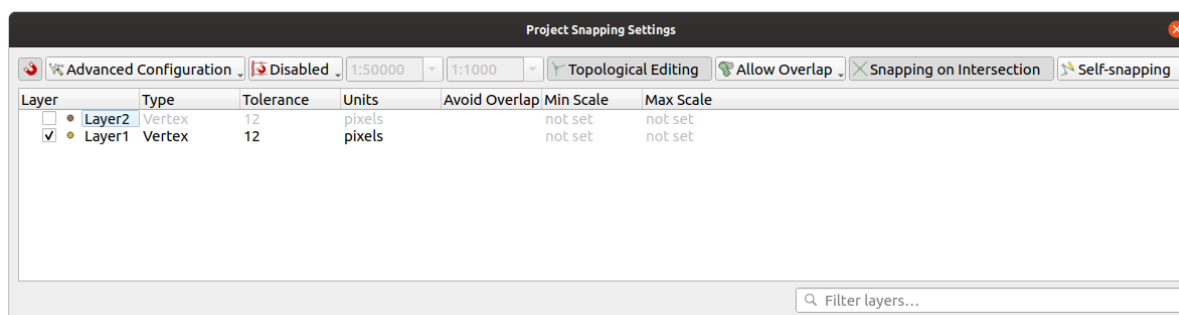 Project Snapping Settings
Advanced Configuration Disabled 1:50000 1:1000 Topological Editing Allow Overlap Snapping on Intersection Self-snapping
Layer Type Tolerance Units Avoid Overlap Min Scale Max Scale
Layer2 Vertex 12 pixels not set not set
Layer1 Vertex 12 pixels not set not set
Filter layers...